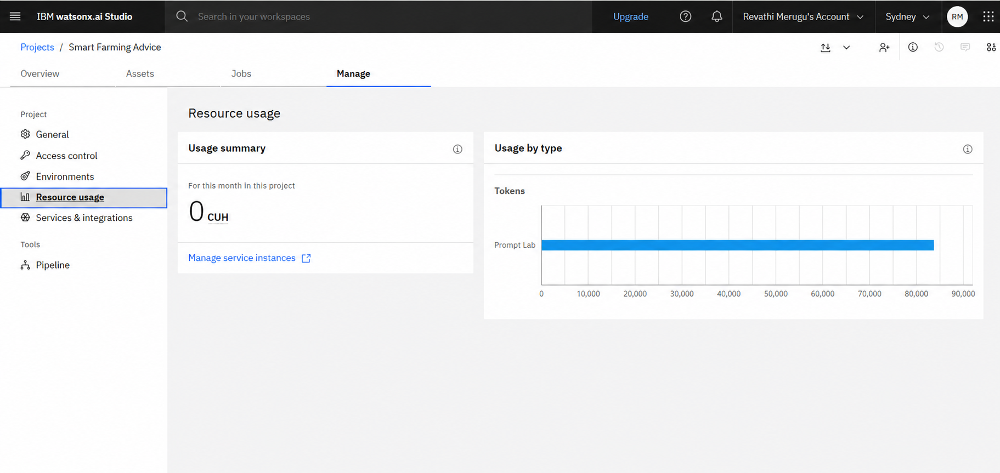 IBM watsonx.ai Studio
Search in your workspaces
Upgrade
Revathi Merugu's Account
Sydney
RM
Projects / Smart Farming Advice
Overview
Assets
Jobs
Manage
Project
General
Access control
Environments
Resource usage
Services & integrations
Tools
Pipeline
Resource usage
Usage summary
For this month in this project
0 CUH
Manage service instances
Usage by type
Tokens
Prompt Lab
0 10,000 20,000 30,000 40,000 50,000 60,000 70,000 80,000 90,000